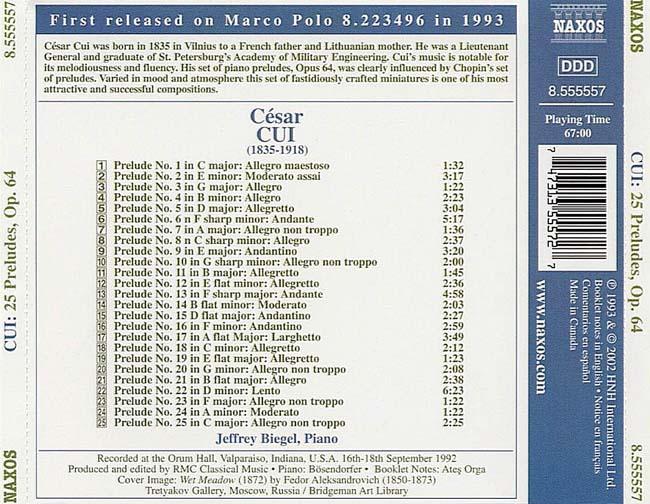 First released on Marco Polo 8.223496 in 1993
César Cui was born in 1835 in Vilnius to a French father and Lithuanian mother. He was a Lieutenant
General and graduate of St. Petersburg's Academy of Military Engineering. Cui's music is notable for
its melodiousness and fluency. His set of piano preludes, Opus 64, was clearly influenced by Chopin's set
of preludes. Varied in mood and atmosphere this set of fastidiously crafted miniatures is one of his most
attractive and successful compositions.
César
CUI
(1835-1918)
1 Prelude No. 1 in C major: Allegro maestoso 1:32
2 Prelude No. 2 in E minor: Moderato assai 3:17
3 Prelude No. 3 in G major: Allegro 1:22
4 Prelude No. 4 in B minor: Allegro 2:23
5 Prelude No. 5 in D major: Allegretto 3:04
6 Prelude No. 6 n F sharp minor: Andante 5:17
7 Prelude No. 7 in A major: Allegro non troppo 1:36
8 Prelude No. 8 n C sharp minor: Allegro 2:37
9 Prelude No. 9 in E major: Andantino 3:20
10 Prelude No. 10 in G sharp minor: Allegro non troppo 2:00
11 Prelude No. 11 in B major: Allegretto 1:45
12 Prelude No. 12 in E flat minor: Allegretto 2:36
13 Prelude No. 13 in F sharp major: Andante 4:58
14 Prelude No. 14 B flat minor: Moderato 2:03
15 Prelude No. 15 D flat major: Andantino 2:27
16 Prelude No. 16 in F minor: Andantino 2:59
17 Prelude No. 17 in A flat Major: Larghetto 3:49
18 Prelude No. 18 in C minor: Allegretto 2:12
19 Prelude No. 19 in E flat major: Allegretto 1:23
20 Prelude No. 20 in G minor: Allegro non troppo 2:08
21 Prelude No. 21 in B flat major: Allegro 2:38
22 Prelude No. 22 in D minor: Lento 6:23
23 Prelude No. 23 in F major: Allegro non troppo 1:22
24 Prelude No. 24 in A minor: Moderato 1:22
25 Prelude No. 25 in C major: Allegro non troppo 2:25
Jeffrey Biegel, Piano
Recorded at the Orum Hall, Valparaiso, Indiana, U.S.A. 16th-18th September 1992
Produced and edited by RMC Classical Music • Piano: Bösendorfer • Booklet Notes: Ateş Orga
Cover Image: Wet Meadow (1872) by Fedor Aleksandrovich (1850-1873)
Tretyakov Gallery, Moscow, Russia / Bridgeman Art Library
NAXOS
DDD
8.555557
Playing Time
67:00
7 47313 55557 2
www.naxos.com
℗ 1993 & © 2002 HNH International Ltd.
Booklet notes in English • Notice en français
Comentarios en español
Made in Canada
8.555557
CUI: 25 Preludes, Op. 64
NAXOS
NAXOS
CUI: 25 Preludes, Op. 64
8.555557